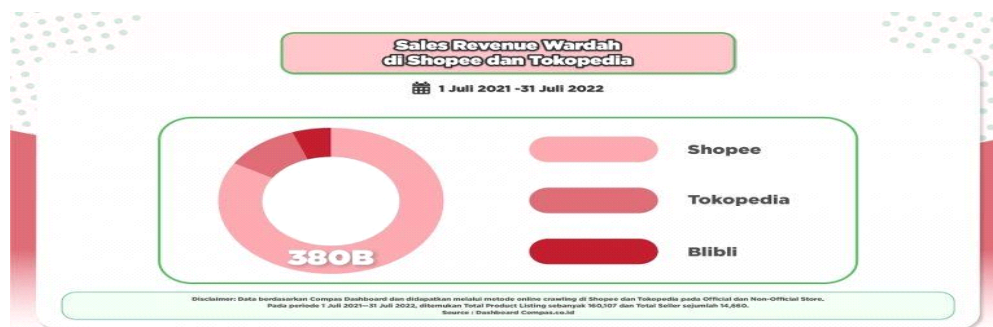 Sales Revenue Wardah
di Shopee dan Tokopedia
1 Juli 2021 -31 Juli 2022
Shopee
Tokopedia
380B
Blibli
Disclaimer: Data berdasarkan Compas Dashboard dan didapatkan melalui metode online crawling di Shopee dan Tokopedia pada Official dan Non-Official Store.
Pada periode 1 Juli 2021—31 Juli 2022, ditemukan Total Product Listing sebanyak 160,107 dan Total Seller sejumlah 14,660.
Source : Dashboard Compas.co.id